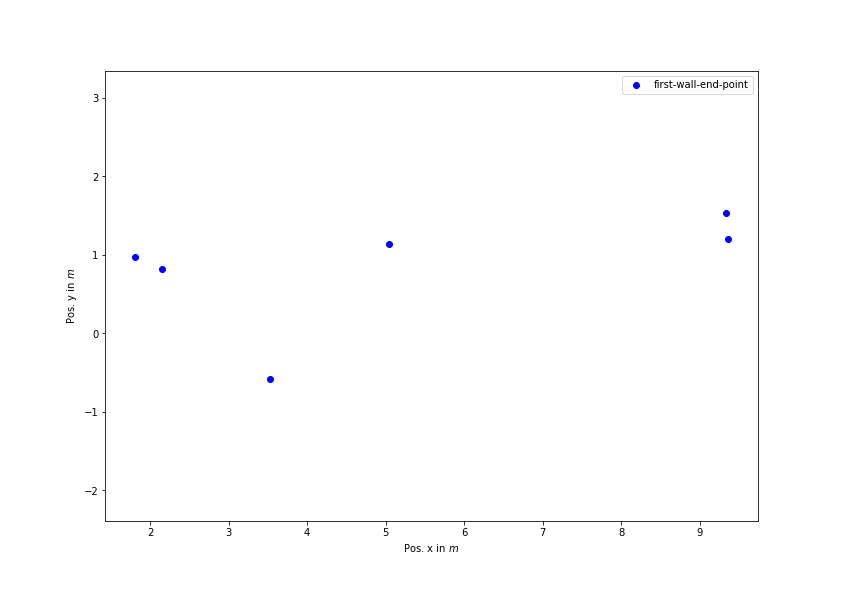 first-wall-end-point
3
2
1
0
−1
−2
Pos. y in m
2 3 4 5 6 7 8 9
Pos. x in m